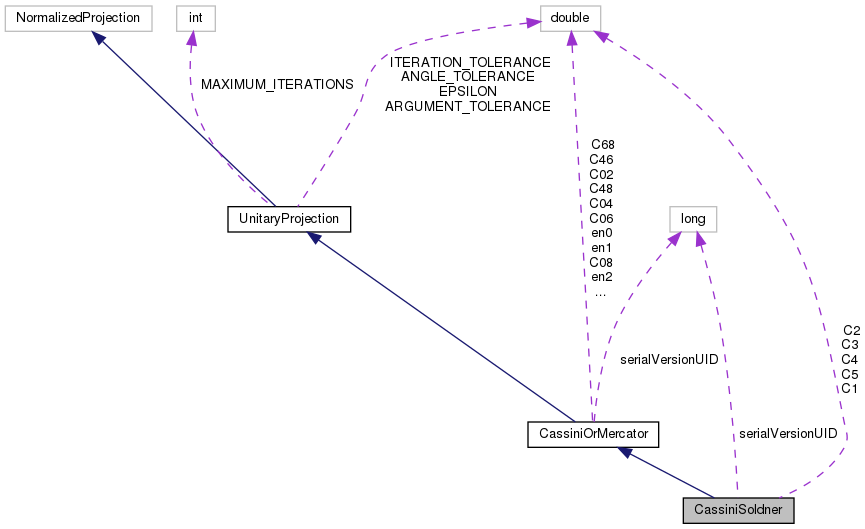 NormalizedProjection
int
double
MAXIMUM_ITERATIONS
ITERATION_TOLERANCE
ANGLE_TOLERANCE
EPSILON
ARGUMENT_TOLERANCE
C68
C46
C02
C48
C04
C06
en0
en1
C08
en2
...
UnitaryProjection
long
C2
C3
C4
C5
C1
serialVersionUID
CassiniOrMercator
serialVersionUID
CassiniSoldner